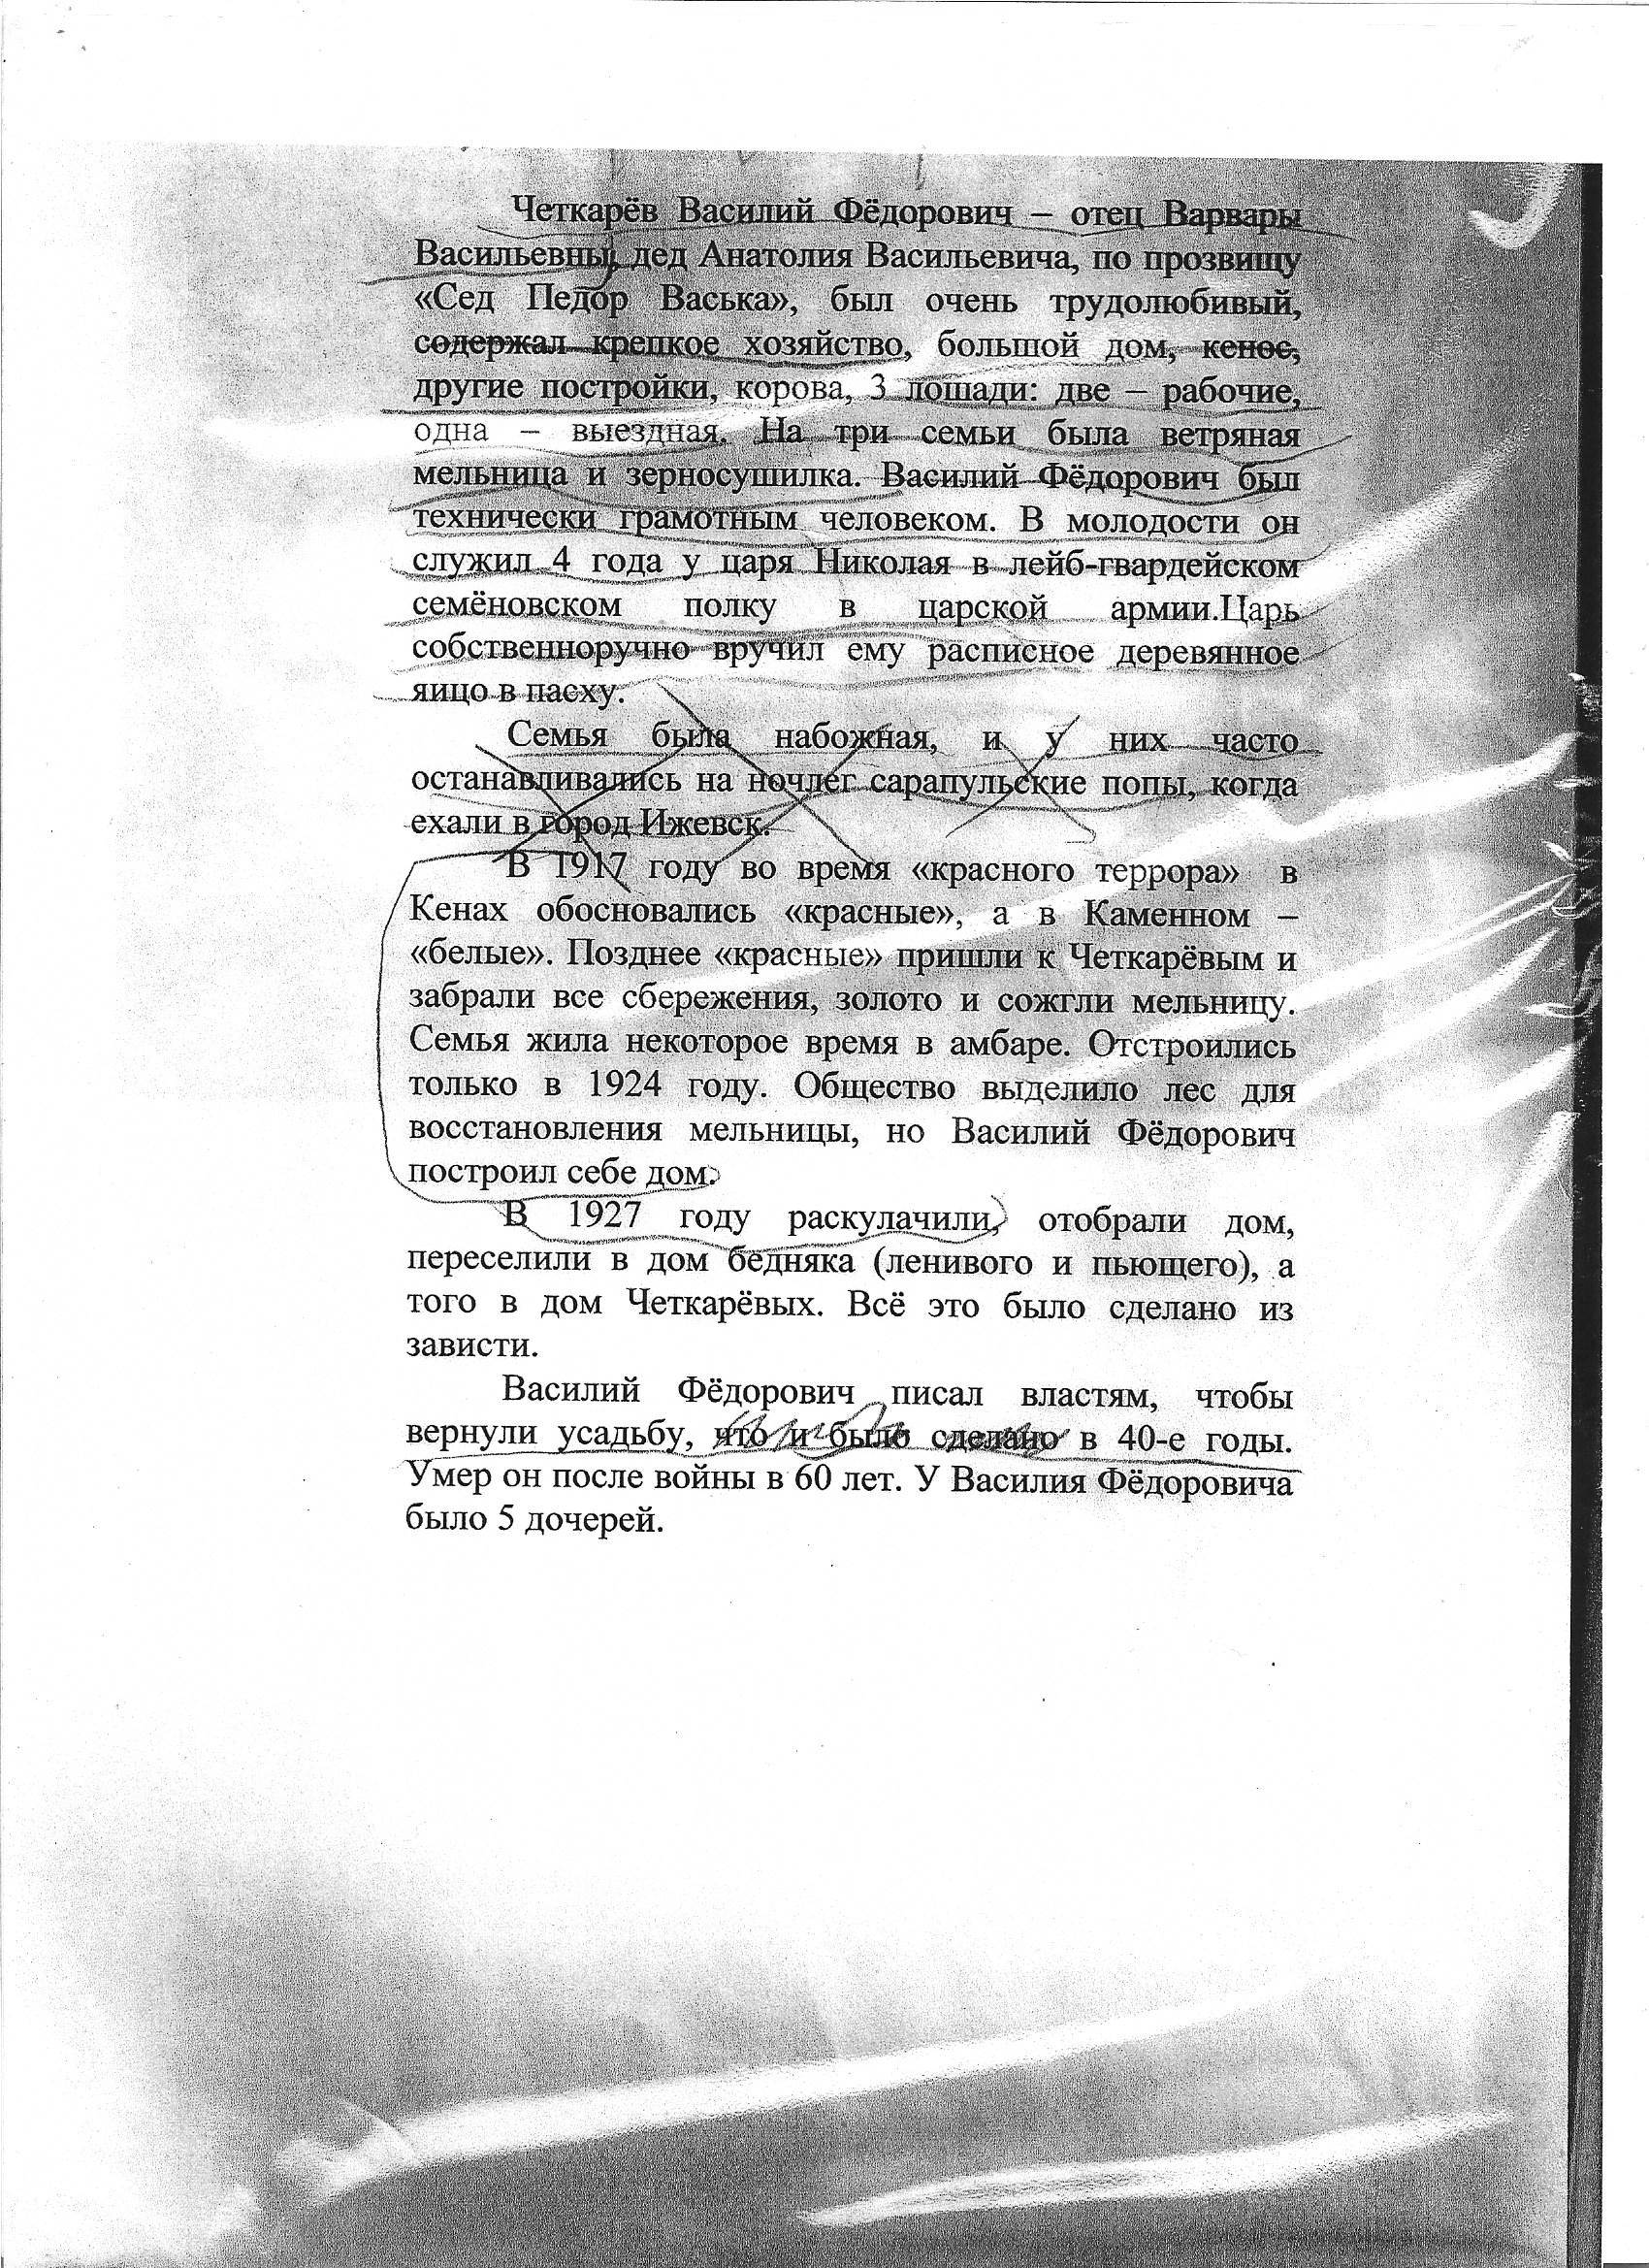 Четкарёв Василий Фёдорович – отец Варвары
Васильевны, дед Анатолия Васильевича, по прозвищу
«Сед Педор Васька», был очень трудолюбивый,
содержал крепкое хозяйство, большой дом, кенос,
другие постройки, корова, 3 лошади: две – рабочие,
одна – выездная. На три семьи была ветряная
мельница и зерносушилка. Василий Фёдорович был
технически грамотным человеком. В молодости он
служил 4 года у царя Николая в лейб-гвардейском
семёновском полку в царской армии.Царь
собственноручно вручил ему расписное деревянное
яицо в пасху.
Семья была набожная, и у них часто
останавливались на ночлег сарапульские попы, когда
ехали в город Ижевск.
В 1917 году во время «красного террора» в
Кенах обосновались «красные», а в Каменном –
«белые». Позднее «красные» пришли к Четкарёвым и
забрали все сбережения, золото и сожгли мельницу.
Семья жила некоторое время в амбаре. Отстроились
только в 1924 году. Общество выделило лес для
восстановления мельницы, но Василий Фёдорович
построил себе дом.
В 1927 году раскулачили, отобрали дом,
переселили в дом бедняка (ленивого и пьющего), а
того в дом Четкарёвых. Всё это было сделано из
зависти.
Василий Фёдорович писал властям, чтобы
вернули усадьбу, что и было сделано в 40-е годы.
Умер он после войны в 60 лет. У Василия Фёдоровича
было 5 дочерей.